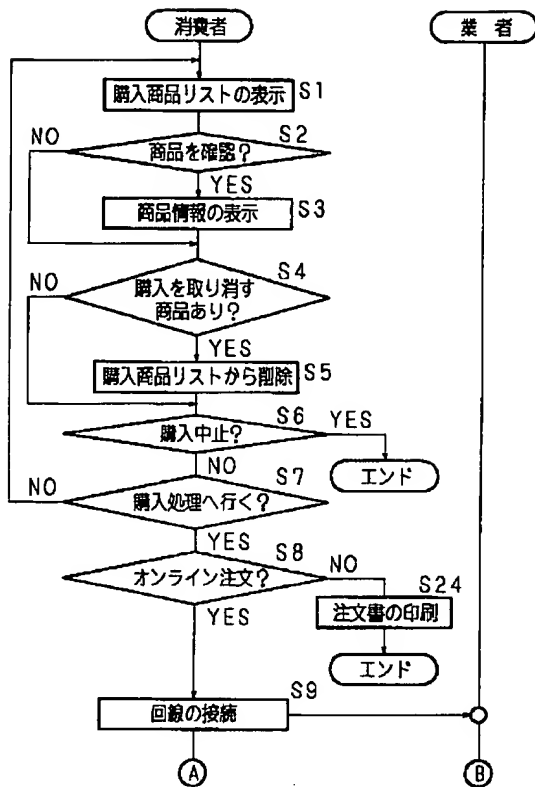 消費者
業者
購入商品リストの表示
S1
NO
S2
商品を確認?
YES
商品情報の表示
S3
NO
S4
購入を取り消す
商品あり?
YES
購入商品リストから削除
S5
S6
購入中止?
YES
エンド
NO
S7
NO
購入処理へ行く?
YES
S8
オンライン注文?
NO
S24
注文書の印刷
YES
エンド
S9
回線の接続
A
B